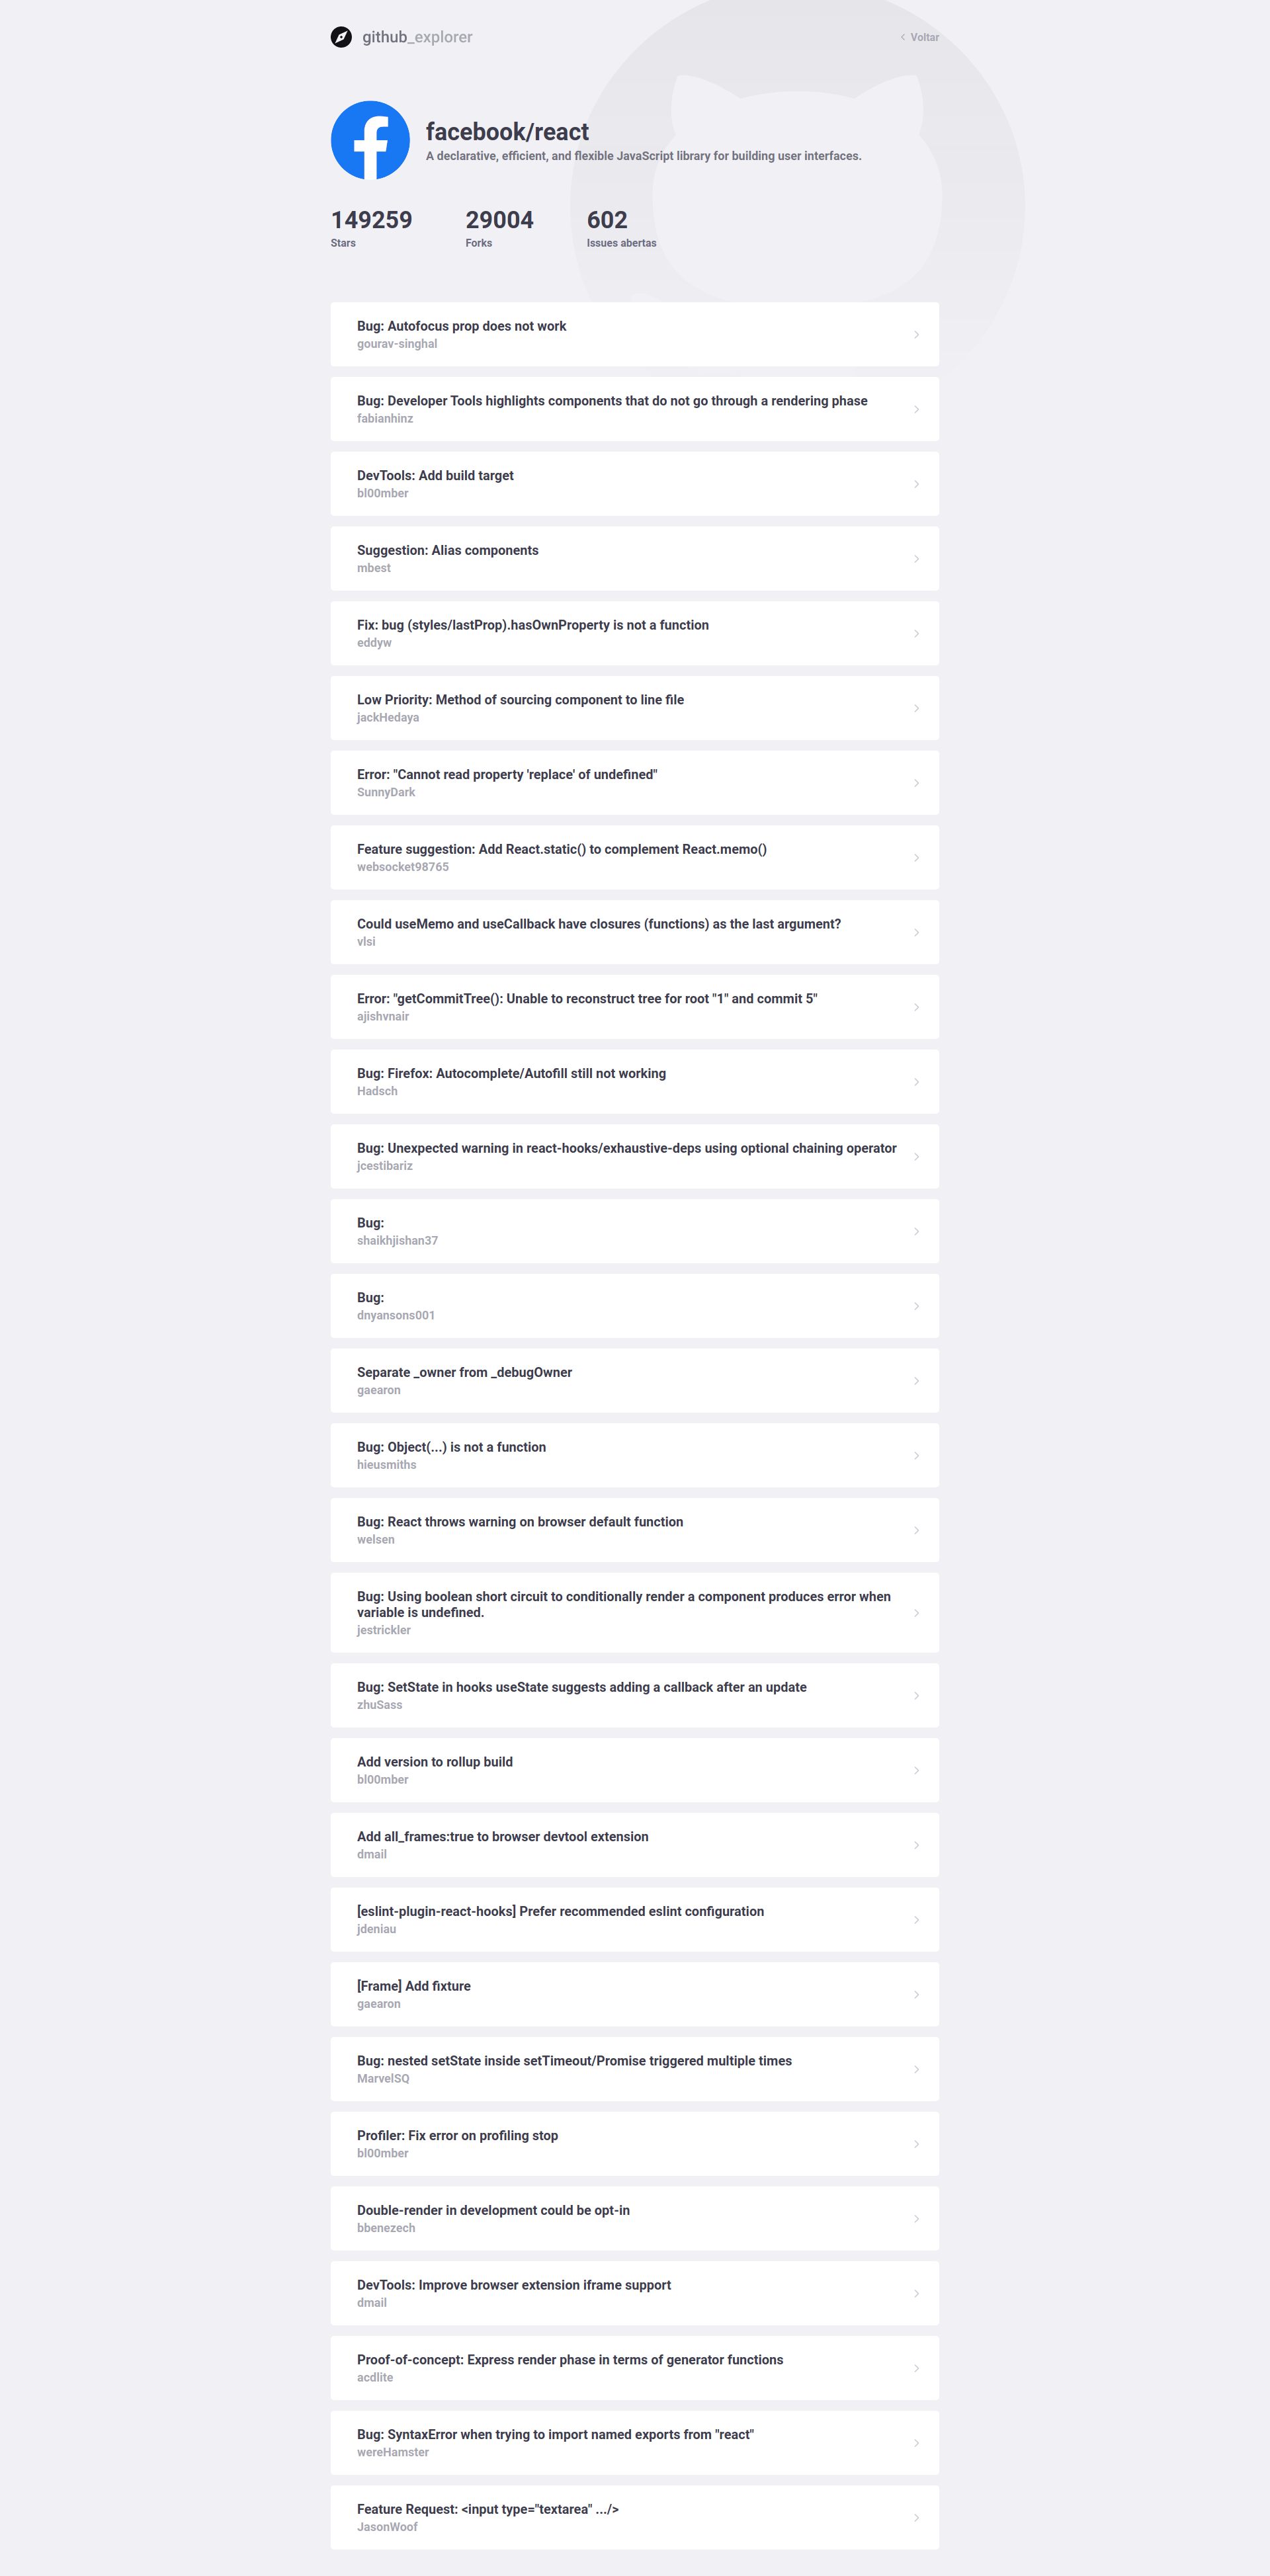 github_explorer
Voltar
facebook/react
A declarative, efficient, and flexible JavaScript library for building user interfaces.
149259 29004 602
Stars Forks Issues abertas
Bug: Autofocus prop does not work
gourav-singhal
Bug: Developer Tools highlights components that do not go through a rendering phase
fabianhinz
DevTools: Add build target
bl00mber
Suggestion: Alias components
mbest
Fix: bug (styles/lastProp).hasOwnProperty is not a function
eddyw
Low Priority: Method of sourcing component to line file
jackHedaya
Error: "Cannot read property 'replace' of undefined"
SunnyDark
Feature suggestion: Add React.static() to complement React.memo()
websocket98765
Could useMemo and useCallback have closures (functions) as the last argument?
vlsi
Error: "getCommitTree(): Unable to reconstruct tree for root "1" and commit 5"
ajishvnair
Bug: Firefox: Autocomplete/Autofill still not working
Hadsch
Bug: Unexpected warning in react-hooks/exhaustive-deps using optional chaining operator
jcestibariz
Bug:
shaikhjishan37
Bug:
dnyansons001
Separate _owner from _debugOwner
gaearon
Bug: Object(...) is not a function
hieusmiths
Bug: React throws warning on browser default function
welsen
Bug: Using boolean short circuit to conditionally render a component produces error when
variable is undefined.
jestrickler
Bug: SetState in hooks useState suggests adding a callback after an update
zhuSass
Add version to rollup build
bl00mber
Add all_frames:true to browser devtool extension
dmail
[eslint-plugin-react-hooks] Prefer recommended eslint configuration
jdeniau
[Frame] Add fixture
gaearon
Bug: nested setState inside setTimeout/Promise triggered multiple times
MarvelSQ
Profiler: Fix error on profiling stop
bl00mber
Double-render in development could be opt-in
bbenezech
DevTools: Improve browser extension iframe support
dmail
Proof-of-concept: Express render phase in terms of generator functions
acdlite
Bug: SyntaxError when trying to import named exports from "react"
wereHamster
Feature Request: <input type="textarea" .../>
JasonWoof